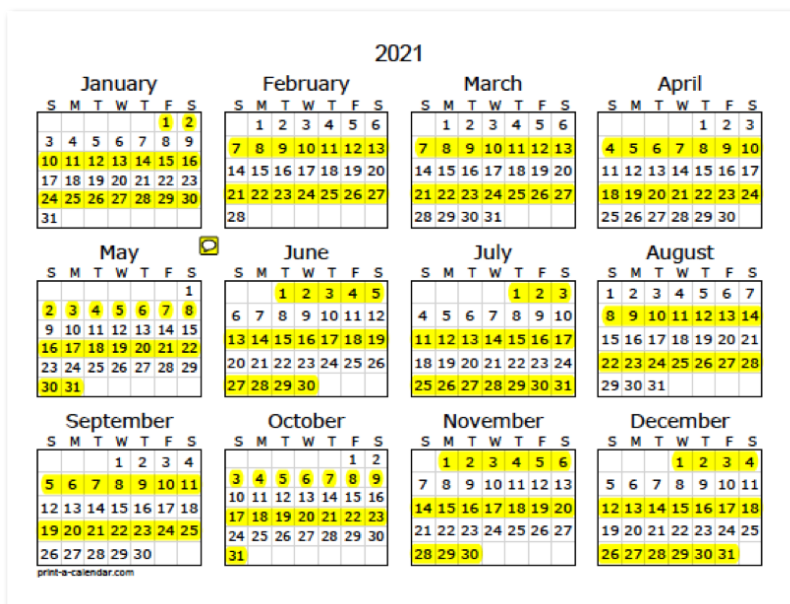 2021
January February March April
S M T W T F S S M T W T F S S M T W T F S S M T W T F S
1 2 1 2 3 4 5 6 1 2 3 4 5 6 1 2 3
3 4 5 6 7 8 9 7 8 9 10 11 12 13 7 8 9 10 11 12 13 4 5 6 7 8 9 10
10 11 12 13 14 15 16 14 15 16 17 18 19 20 14 15 16 17 18 19 20 11 12 13 14 15 16 17
17 18 19 20 21 22 23 21 22 23 24 25 26 27 21 22 23 24 25 26 27 18 19 20 21 22 23 24
24 25 26 27 28 29 30 28 28 29 30 31 25 26 27 28 29 30
31
May June July August
S M T W T F S S M T W T F S S M T W T F S S M T W T F S
1 1 2 3 4 5 1 2 3 1 2 3 4 5 6 7
2 3 4 5 6 7 8 6 7 8 9 10 11 12 4 5 6 7 8 9 10 8 9 10 11 12 13 14
9 10 11 12 13 14 15 13 14 15 16 17 18 19 11 12 13 14 15 16 17 15 16 17 18 19 20 21
16 17 18 19 20 21 22 20 21 22 23 24 25 26 18 19 20 21 22 23 24 22 23 24 25 26 27 28
23 24 25 26 27 28 29 27 28 29 30 25 26 27 28 29 30 31 29 30 31
30 31
September October November December
S M T W T F S S M T W T F S S M T W T F S S M T W T F S
1 2 3 4 1 2 1 2 3 4 5 6 1 2 3 4
5 6 7 8 9 10 11 3 4 5 6 7 8 9 7 8 9 10 11 12 13 5 6 7 8 9 10 11
12 13 14 15 16 17 18 10 11 12 13 14 15 16 14 15 16 17 18 19 20 12 13 14 15 16 17 18
19 20 21 22 23 24 25 17 18 19 20 21 22 23 21 22 23 24 25 26 27 19 20 21 22 23 24 25
26 27 28 29 30 24 25 26 27 28 29 30 28 29 30 26 27 28 29 30 31
31
print-a-calendar.com